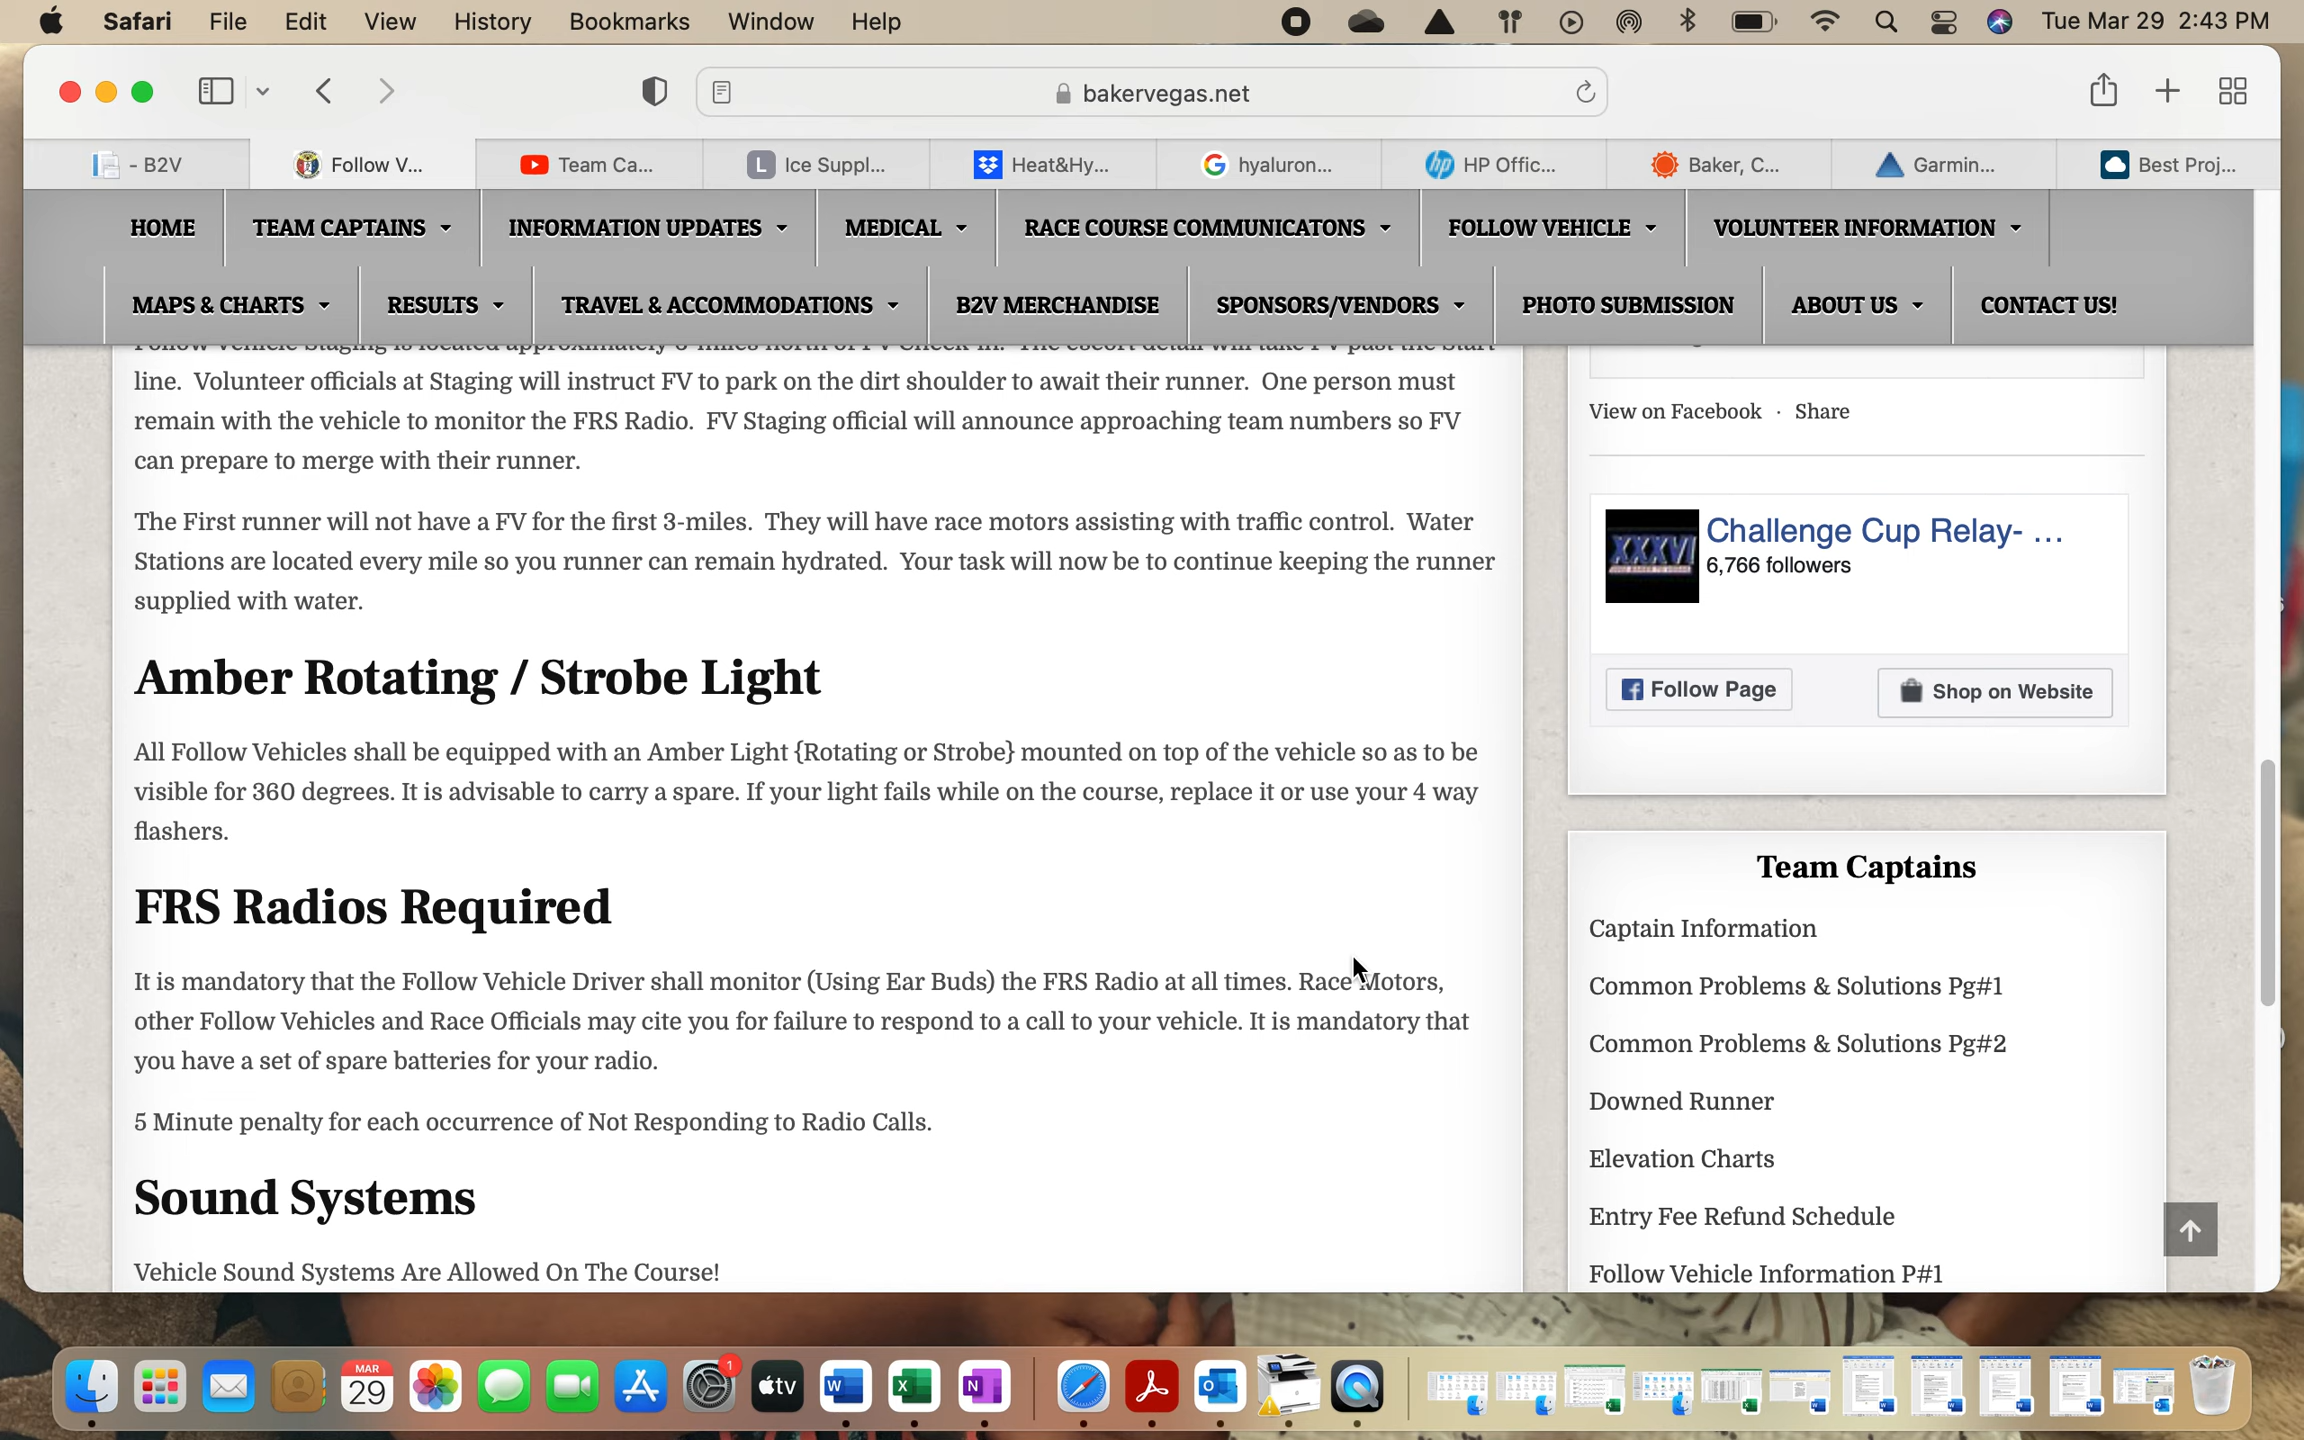 Safari File Edit View History Bookmarks Window Help Tue Mar 29 2:43 PM
bakervegas.net
- B2V Follow V... Team Ca... L Ice Suppl... Heat&Hy... hyaluron... HP Offic... Baker, C... Garmin... Best Proj...
HOME TEAM CAPTAINS INFORMATION UPDATES MEDICAL RACE COURSE COMMUNICATONS FOLLOW VEHICLE VOLUNTEER INFORMATION
MAPS & CHARTS RESULTS TRAVEL & ACCOMMODATIONS B2V MERCHANDISE SPONSORS/VENDORS PHOTO SUBMISSION ABOUT US CONTACT US!
line. Volunteer officials at Staging will instruct FV to park on the dirt shoulder to await their runner. One person must
remain with the vehicle to monitor the FRS Radio. FV Staging official will announce approaching team numbers so FV
can prepare to merge with their runner.
The First runner will not have a FV for the first 3-miles. They will have race motors assisting with traffic control. Water
Stations are located every mile so you runner can remain hydrated. Your task will now be to continue keeping the runner
supplied with water.
Amber Rotating / Strobe Light
All Follow Vehicles shall be equipped with an Amber Light {Rotating or Strobe} mounted on top of the vehicle so as to be
visible for 360 degrees. It is advisable to carry a spare. If your light fails while on the course, replace it or use your 4 way
flashers.
FRS Radios Required
It is mandatory that the Follow Vehicle Driver shall monitor (Using Ear Buds) the FRS Radio at all times. Race Motors,
other Follow Vehicles and Race Officials may cite you for failure to respond to a call to your vehicle. It is mandatory that
you have a set of spare batteries for your radio.
5 Minute penalty for each occurrence of Not Responding to Radio Calls.
Sound Systems
Vehicle Sound Systems Are Allowed On The Course!
View on Facebook · Share
XXXVI
Challenge Cup Relay- ...
6,766 followers
Follow Page Shop on Website
Team Captains
Captain Information
Common Problems & Solutions Pg#1
Common Problems & Solutions Pg#2
Downed Runner
Elevation Charts
Entry Fee Refund Schedule
Follow Vehicle Information P#1
MAR
29
1
tv